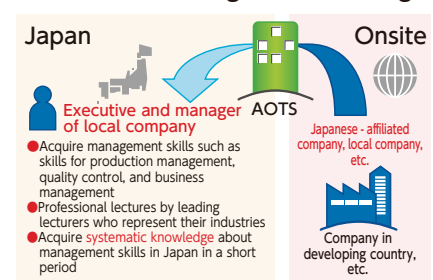 Japan
Onsite
AOTS
Executive and manager
of local company
●Acquire management skills such as
skills for production management,
quality control, and business
management
●Professional lectures by leading
lecturers who represent their industries
●Acquire systematic knowledge about
management skills in Japan in a short
period
Japanese - affiliated
company, local company,
etc.
Company in
developing country,
etc.